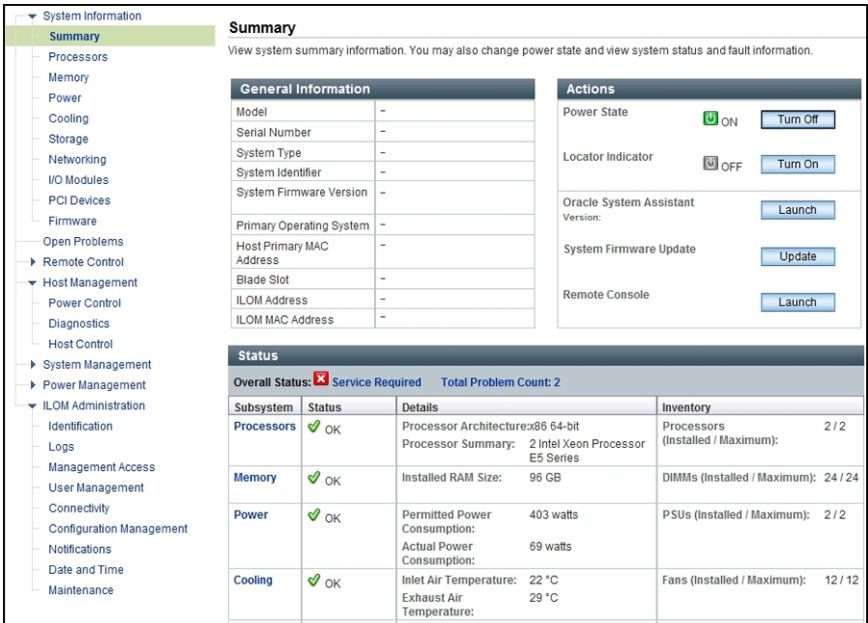 System Information
Summary
Processors
Memory
Power
Cooling
Storage
Networking
I/O Modules
PCI Devices
Firmware
Open Problems
Remote Control
Host Management
Power Control
Diagnostics
Host Control
System Management
Power Management
ILOM Administration
Identification
Logs
Management Access
User Management
Connectivity
Configuration Management
Notifications
Date and Time
Maintenance
Summary
View system summary information. You may also change power state and view system status and fault information.
General Information
Model -
Serial Number -
System Type -
System Identifier -
System Firmware Version -
Primary Operating System -
Host Primary MAC
Address -
Blade Slot -
ILOM Address -
ILOM MAC Address -
Actions
Power State ON Turn Off
Locator Indicator OFF Turn On
Oracle System Assistant
Version: Launch
System Firmware Update Update
Remote Console Launch
Status
Overall Status: Service Required Total Problem Count: 2
Subsystem Status Details Inventory
Processors OK Processor Architecture: x86 64-bit Processors 2 / 2
Processor Summary: 2 Intel Xeon Processor (Installed / Maximum):
E5 Series
Memory OK Installed RAM Size: 96 GB DIMMs (Installed / Maximum): 24 / 24
Power OK Permitted Power 403 watts PSUs (Installed / Maximum): 2 / 2
Consumption:
Actual Power 69 watts
Consumption:
Cooling OK Inlet Air Temperature: 22 °C Fans (Installed / Maximum): 12 / 12
Exhaust Air 29 °C
Temperature: